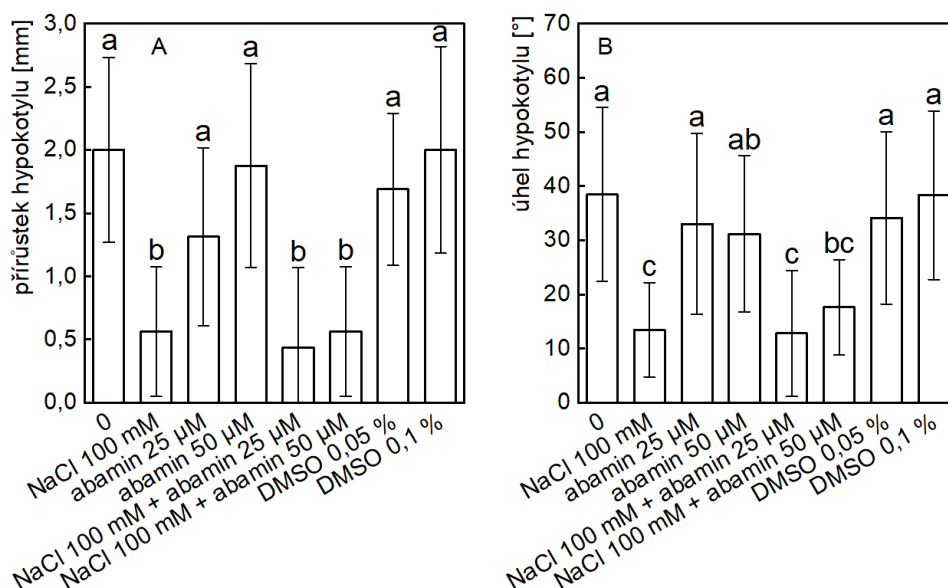 přírůstek hypokotylu [mm]
3,0
2,5
2,0
1,5
1,0
0,5
0,0
A
a
b
a
a
b
b
a
a
0
NaCl 100 mM
abamin 25 µM
abamin 50 µM
NaCl 100 mM + abamin 25 µM
NaCl 100 mM + abamin 50 µM
DMSO 0,05 %
DMSO 0,1 %
úhel hypokotylu [°]
70
60
50
40
30
20
10
0
B
a
c
a
ab
c
bc
a
a
0
NaCl 100 mM
abamin 25 µM
abamin 50 µM
NaCl 100 mM + abamin 25 µM
NaCl 100 mM + abamin 50 µM
DMSO 0,05 %
DMSO 0,1 %